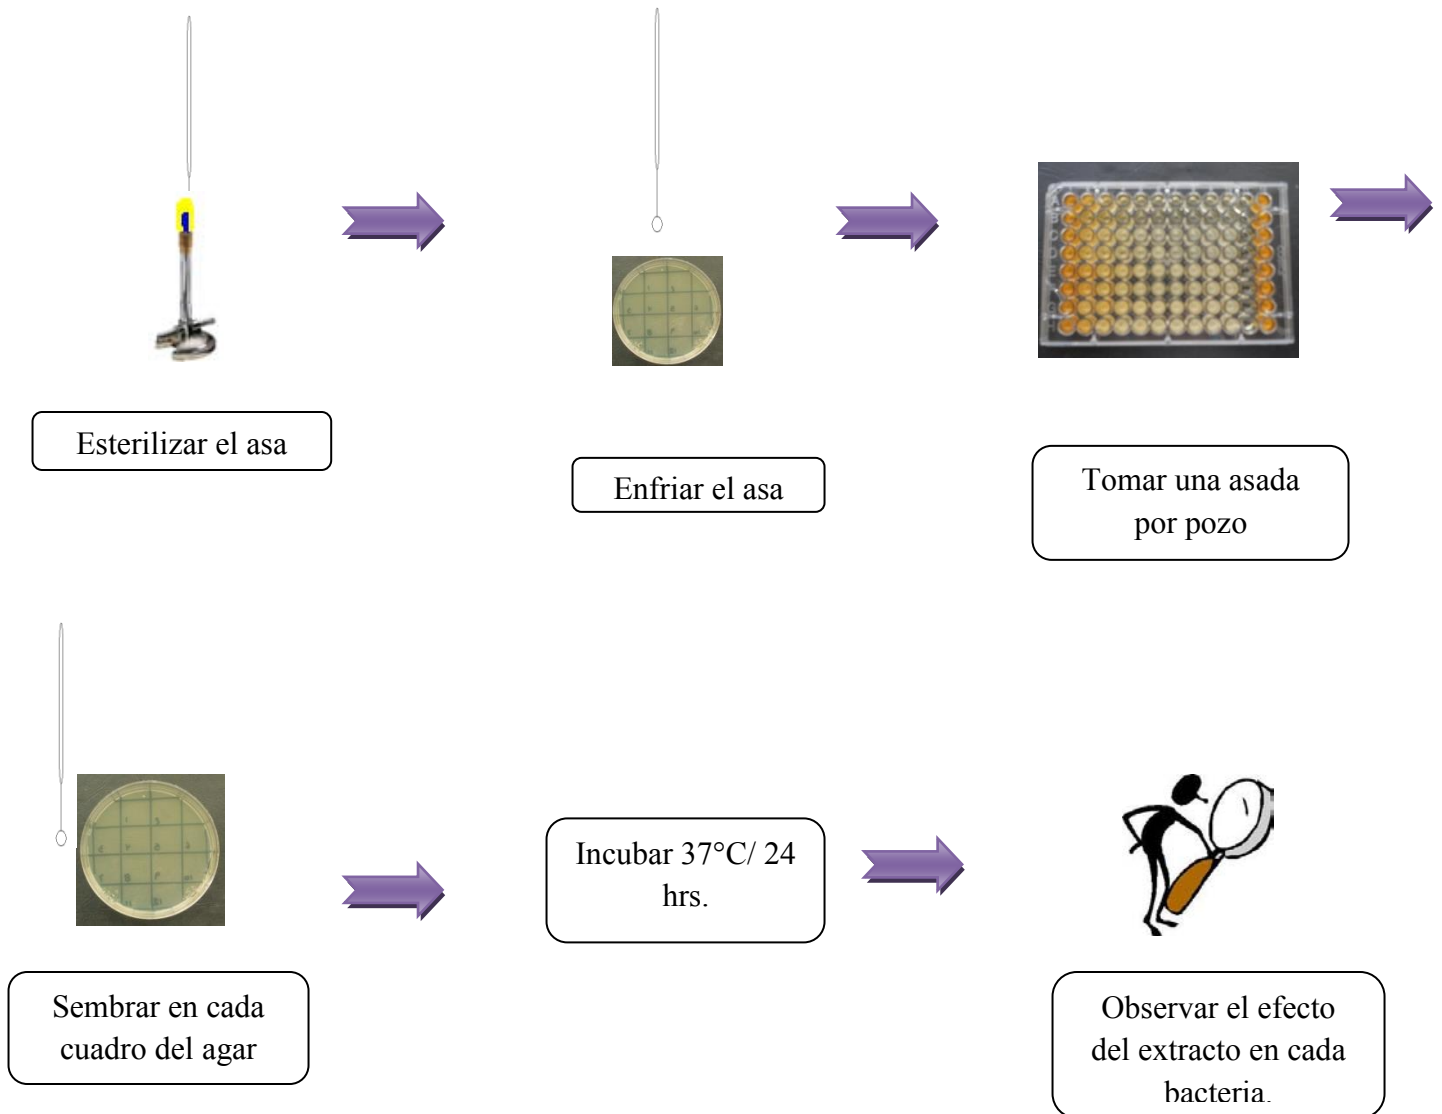 Esterilizar el asa
Enfriar el asa
Tomar una asada
por pozo
Sembrar en cada
cuadro del agar
Incubar 37°C/ 24
hrs.
Observar el efecto
del extracto en cada
bacteria.